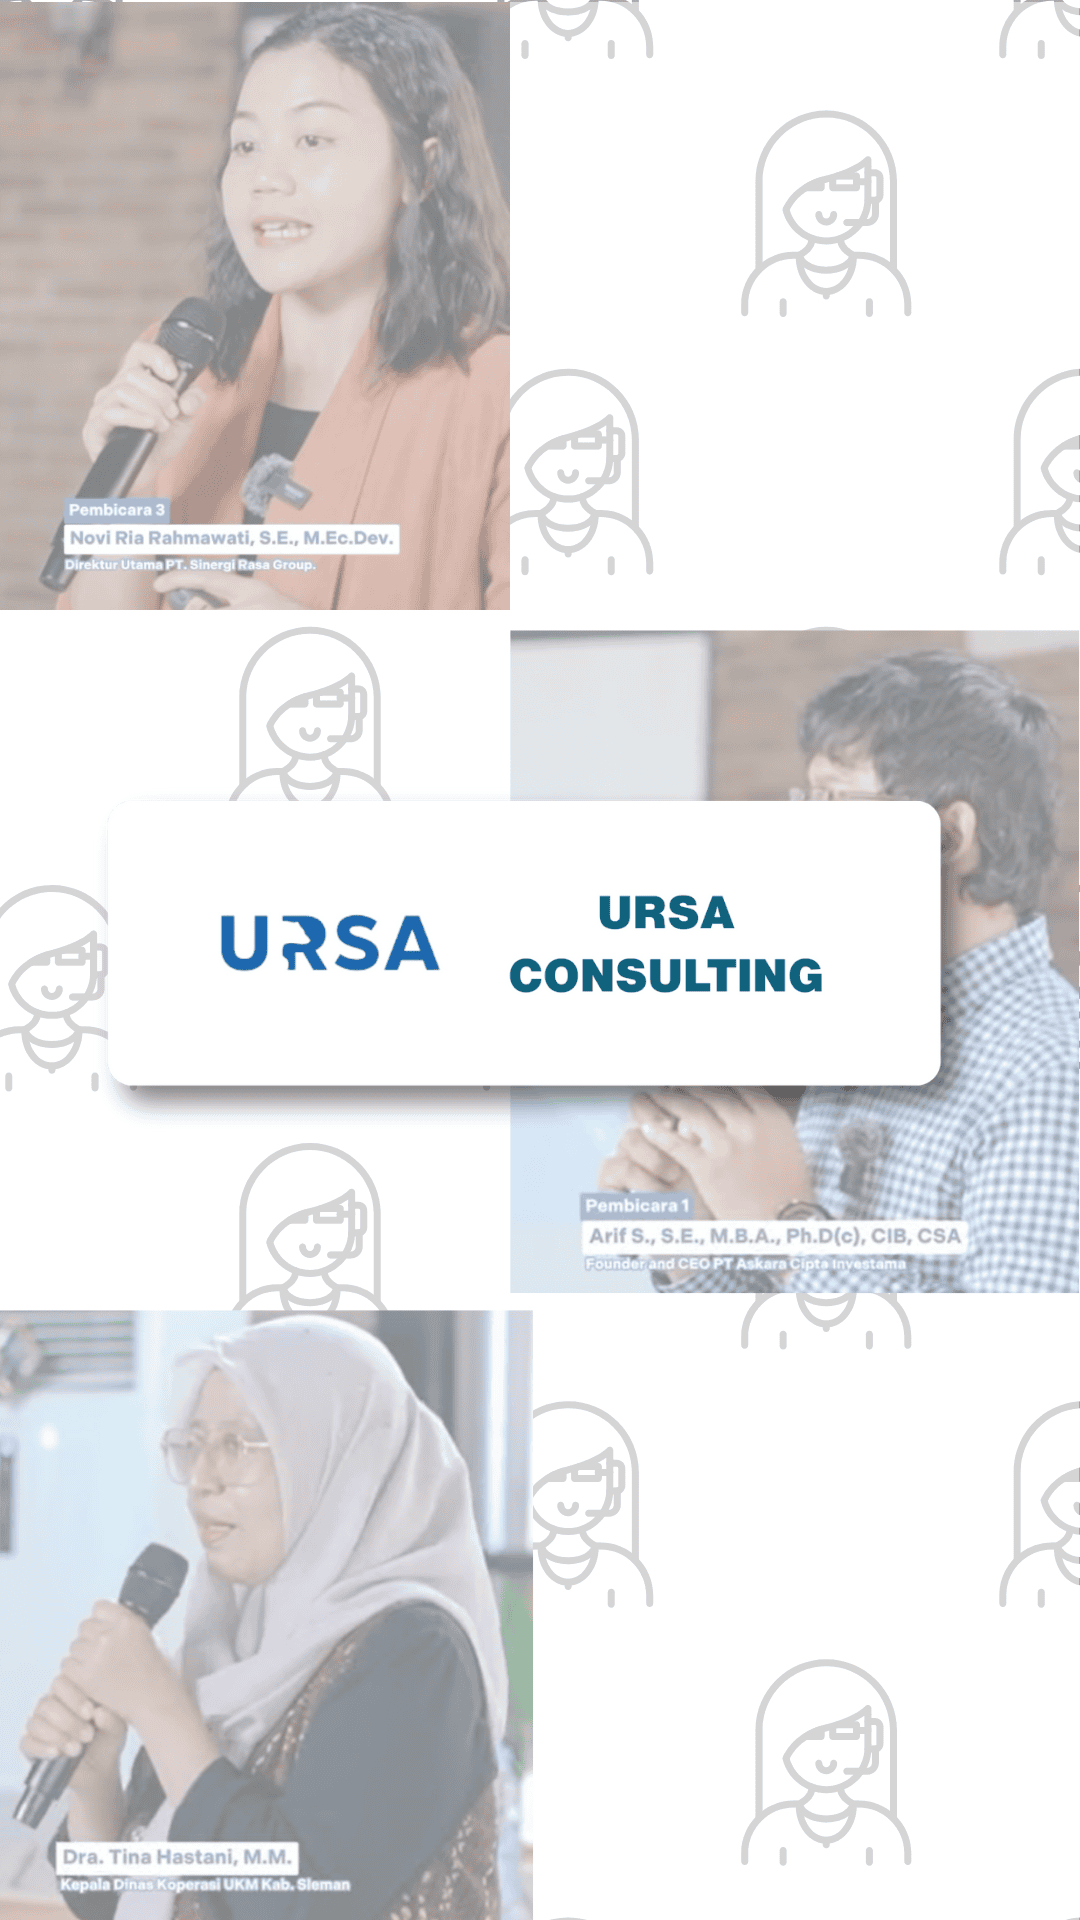 Pembicara 3
Novi Ria Rahmawati, S.E., M.Ec.Dev.
Direktur Utama PT. Sinergi Rasa Group.
URSA
URSA
CONSULTING
Pembicara 1
Arif S., S.E., M.B.A., Ph.D(c), CIB, CSA
Founder and CEO PT Askara Cipta Investama
Dra. Tina Hastani, M.M.
Kepala Dinas Koperasi UKM Kab. Sleman